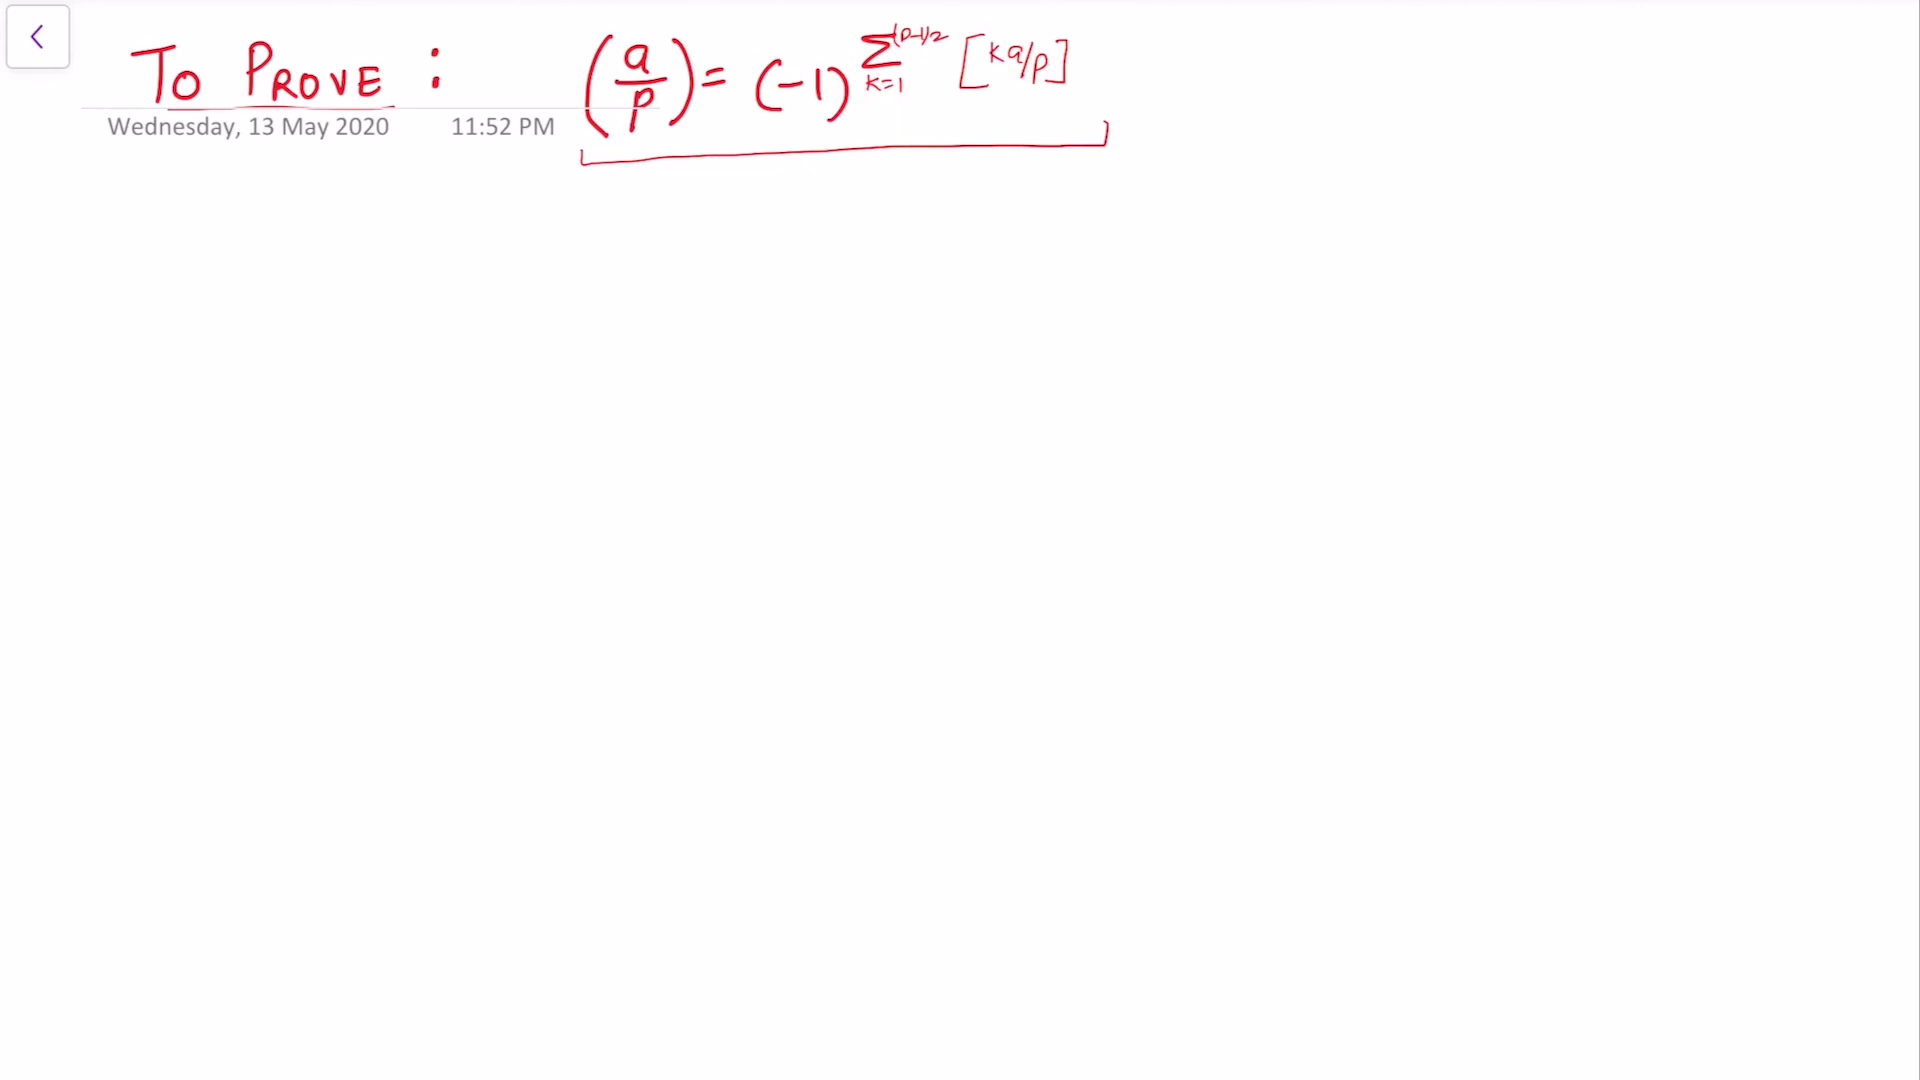 TO PROVE : (a/p) = (-1)^{Σ_{k=1}^{(p-1)/2} [ka/p]}
Wednesday, 13 May 2020 11:52 PM